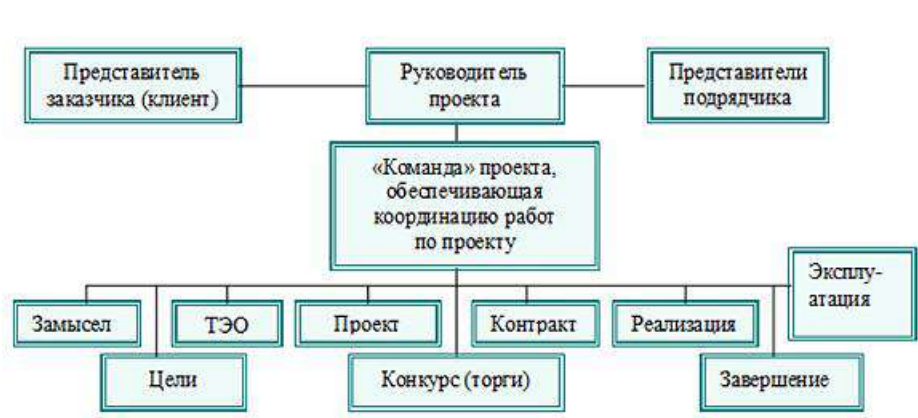 Представитель
заказчика (клиент)
Руководитель
проекта
Представители
подрядчика
«Команда» проекта,
обеспечивающая
координацию работ
по проекту
Эксплу-
атация
Замысел
ТЭО
Проект
Контракт
Реализация
Цели
Конкурс (торги)
Завершение